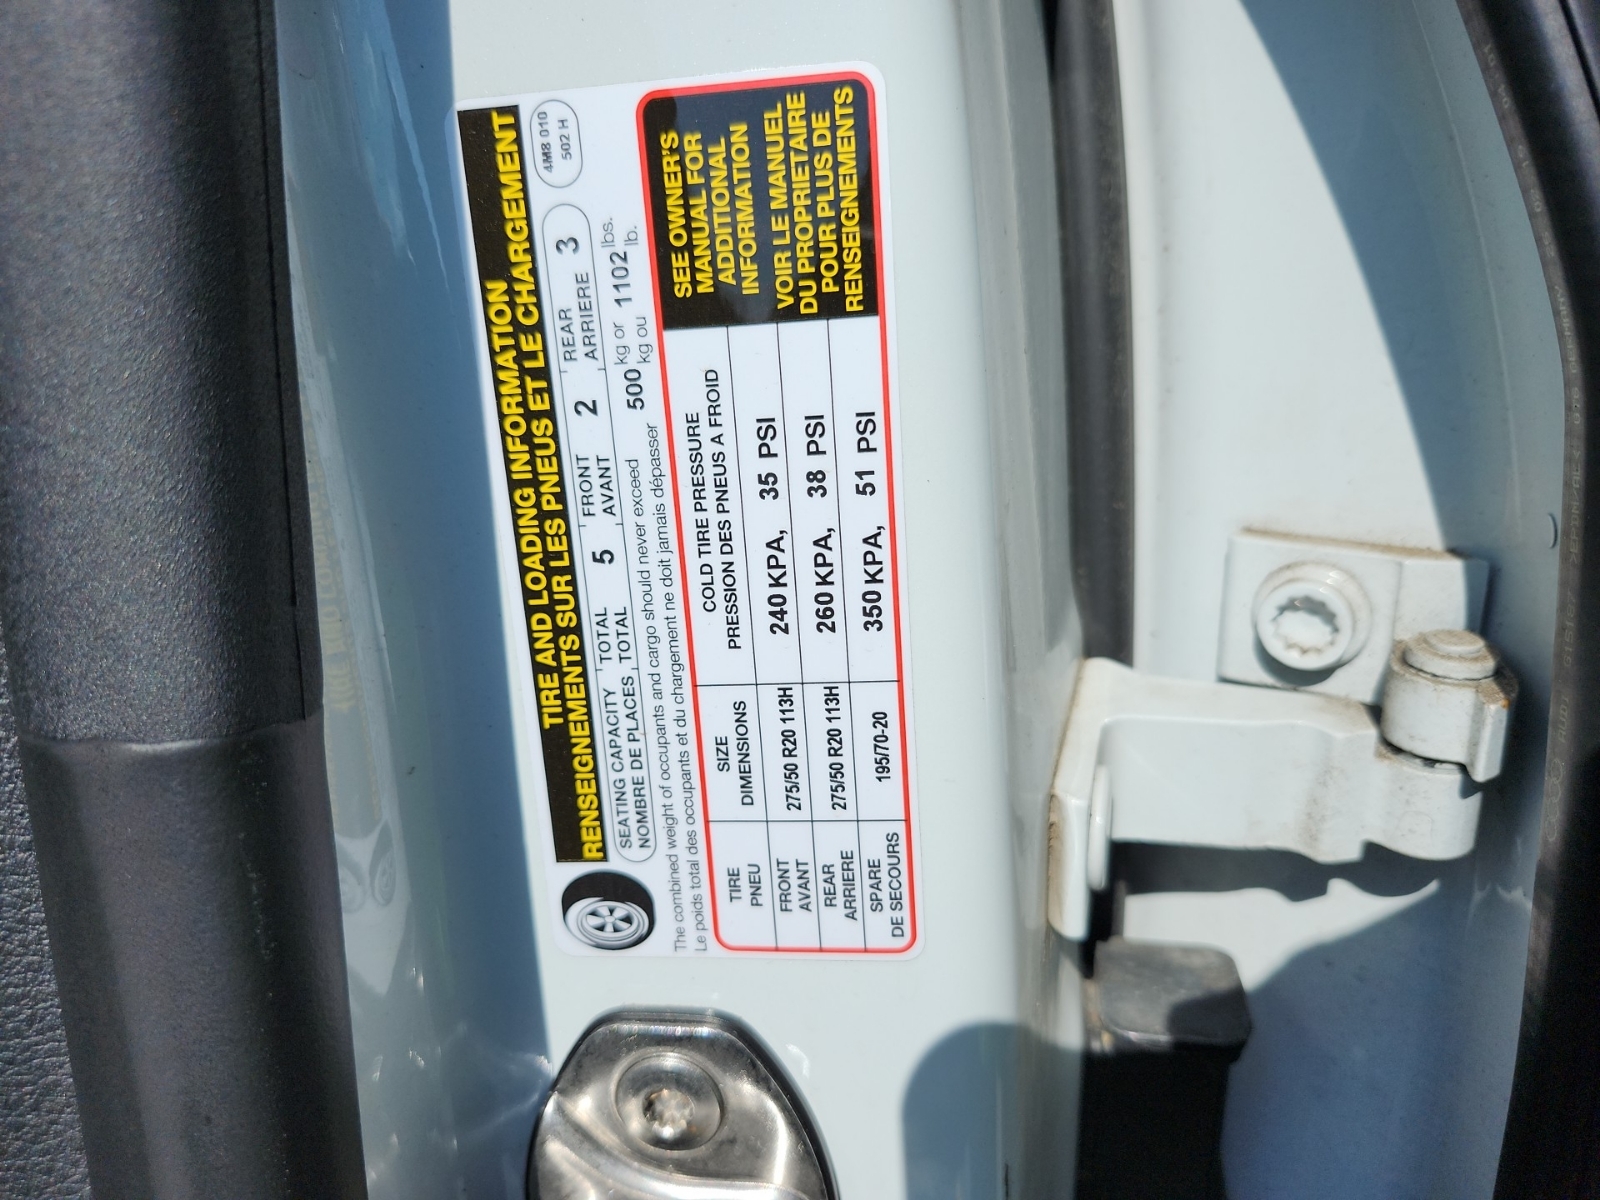 TIRE AND LOADING INFORMATION
RENSEIGNEMENTS SUR LES PNEUS ET LE CHARGEMENT
4M8 010
502 H
SEATING CAPACITY TOTAL 5 FRONT 2 REAR 3
NOMBRE DE PLACES TOTAL AVANT ARRIERE
The combined weight of occupants and cargo should never exceed 500 kg or 1102 lbs.
Le poids total des occupants et du chargement ne doit jamais dépasser kg ou lb.
TIRE SIZE COLD TIRE PRESSURE
PNEU DIMENSIONS PRESSION DES PNEUS A FROID
FRONT
AVANT
275/50 R20 113H 240 KPA, 35 PSI
REAR
ARRIERE
275/50 R20 113H 260 KPA, 38 PSI
SPARE
DE SECOURS
195/70-20 350 KPA, 51 PSI
SEE OWNER'S
MANUAL FOR
ADDITIONAL
INFORMATION
VOIR LE MANUEL
DU PROPRIETAIRE
POUR PLUS DE
RENSEIGNEMENTS